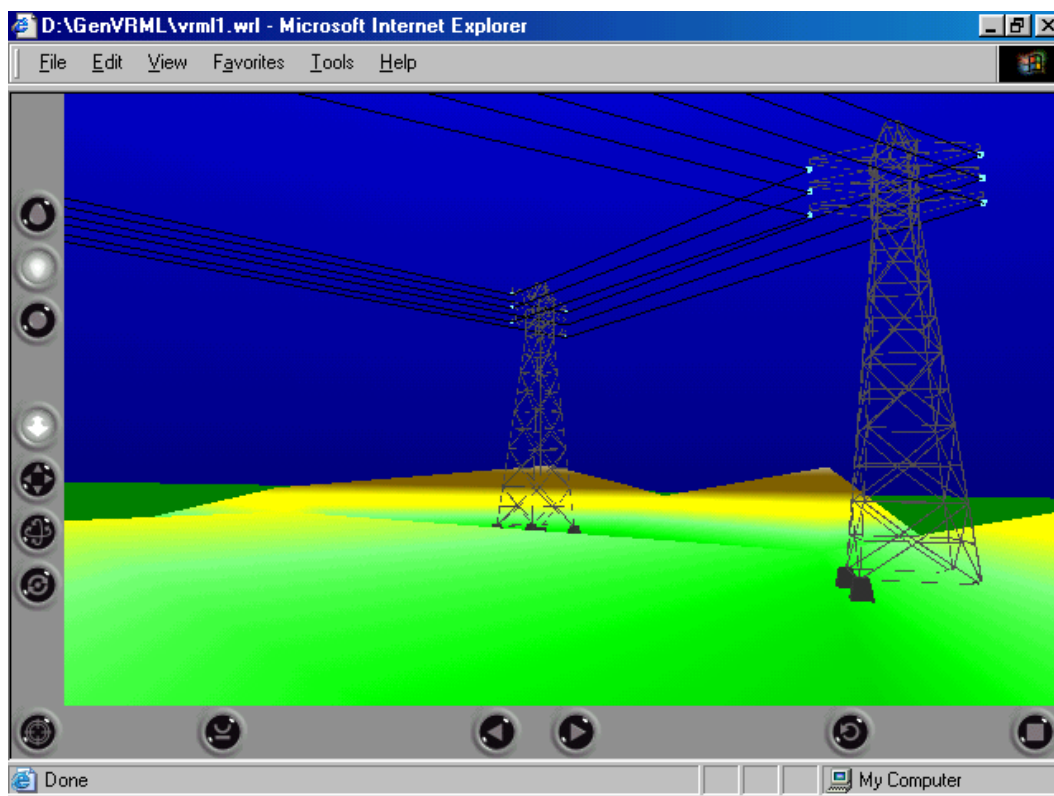 D:\GenVRML\vrml1.wrl - Microsoft Internet Explorer
File Edit View Favorites Tools Help
Done My Computer